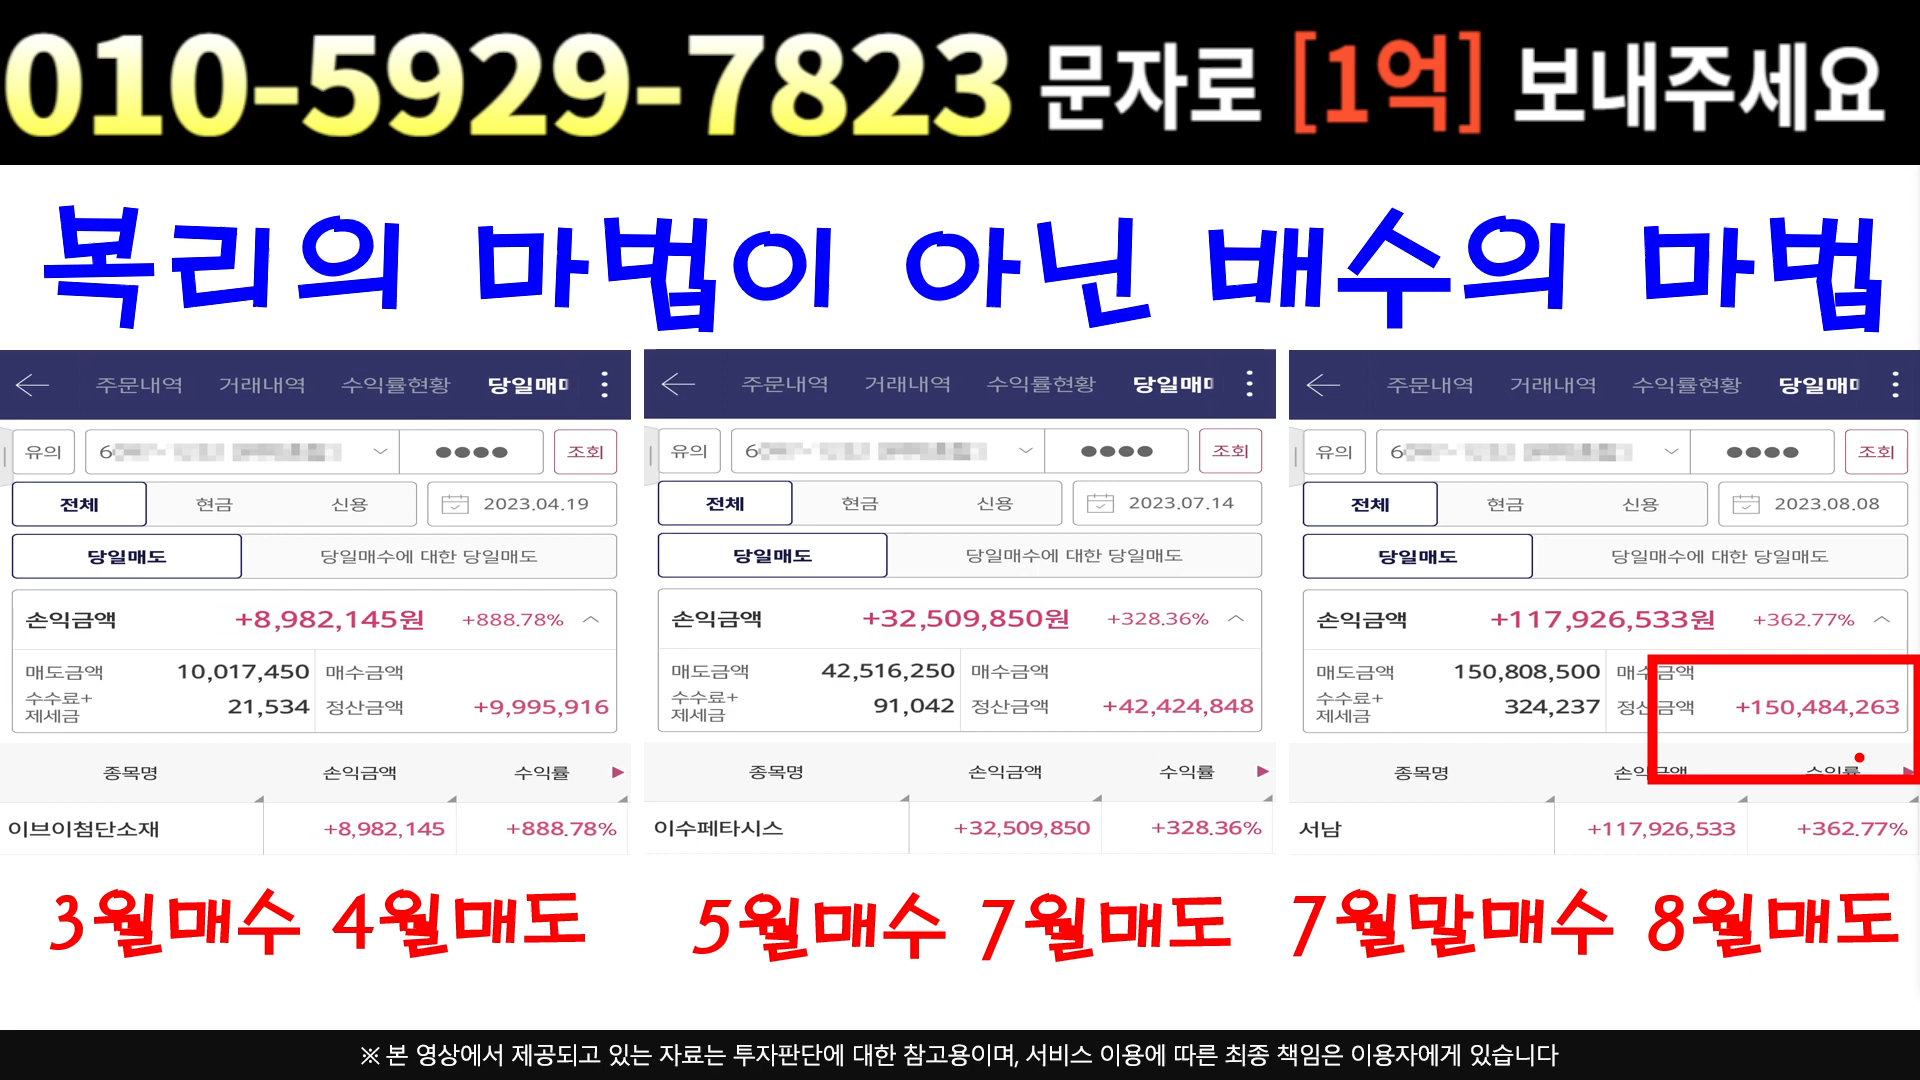 010-5929-7823 문자로 [1억] 보내주세요
복리의 마법이 아닌 배수의 마법
주문내역 거래내역 수익률현황
유의 6 ●●●● 조회
전체 현금 신용 2023.04.19
당일매도 당일매수에 대한 당일매도
손익금액 +8,982,145원 +888.78%
매도금액 10,017,450 매수금액
수수료+
제세금 21,534 정산금액 +9,995,916
종목명 손익금액 수익률
이브이첨단소재 +8,982,145 +888.78%
3월매수 4월매도
주문내역 거래내역 수익률현황
유의 6 ●●●● 조회
전체 현금 신용 2023.07.14
당일매도 당일매수에 대한 당일매도
손익금액 +32,509,850원 +328.36%
매도금액 42,516,250 매수금액
수수료+
제세금 91,042 정산금액 +42,424,848
종목명 손익금액 수익률
이수페타시스 +32,509,850 +328.36%
5월매수 7월매도
주문내역 거래내역 수익률현황
유의 6 ●●●● 조회
전체 현금 신용 2023.08.08
당일매도 당일매수에 대한 당일매도
손익금액 +117,926,533원 +362.77%
매도금액 150,808,500 매수금액
수수료+
제세금 324,237 정산금액 +150,484,263
종목명 손익금액 수익률
서남 +117,926,533 +362.77%
7월말매수 8월매도
※ 본 영상에서 제공되고 있는 자료는 투자판단에 대한 참고용이며, 서비스 이용에 따른 최종 책임은 이용자에게 있습니다